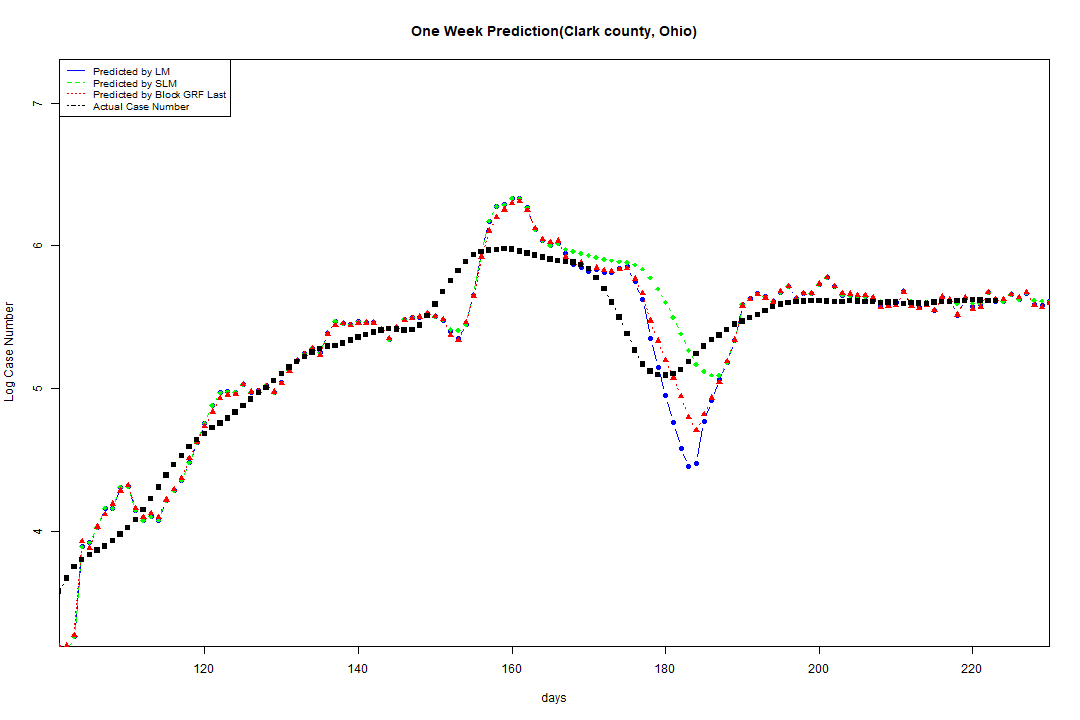 One Week Prediction(Clark county, Ohio)
Predicted by LM
Predicted by SLM
Predicted by Block GRF Last
Actual Case Number
7
6
5
4
Log Case Number
120 140 160 180 200 220
days